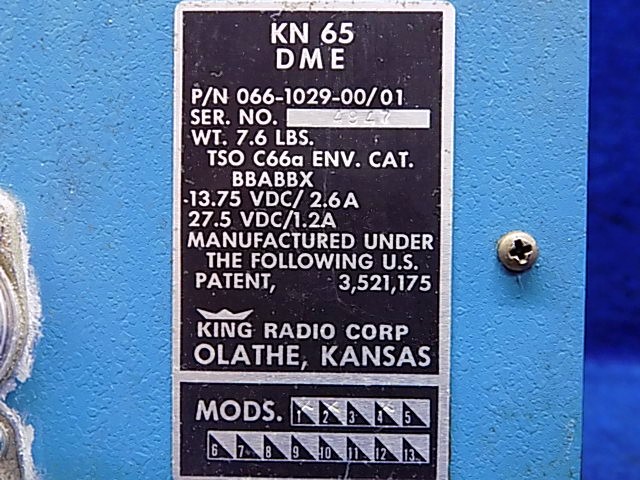 KN 65
DME
P/N 066-1029-00/01
SER. NO. 4947
WT. 7.6 LBS.
TSO C66a ENV. CAT.
BBABBX
13.75 VDC/ 2.6A
27.5 VDC/1.2A
MANUFACTURED UNDER
THE FOLLOWING U.S.
PATENT, 3,521,175
KING RADIO CORP
OLATHE, KANSAS
MODS. 1 2 3 4 5
6 7 8 9 10 11 12 13